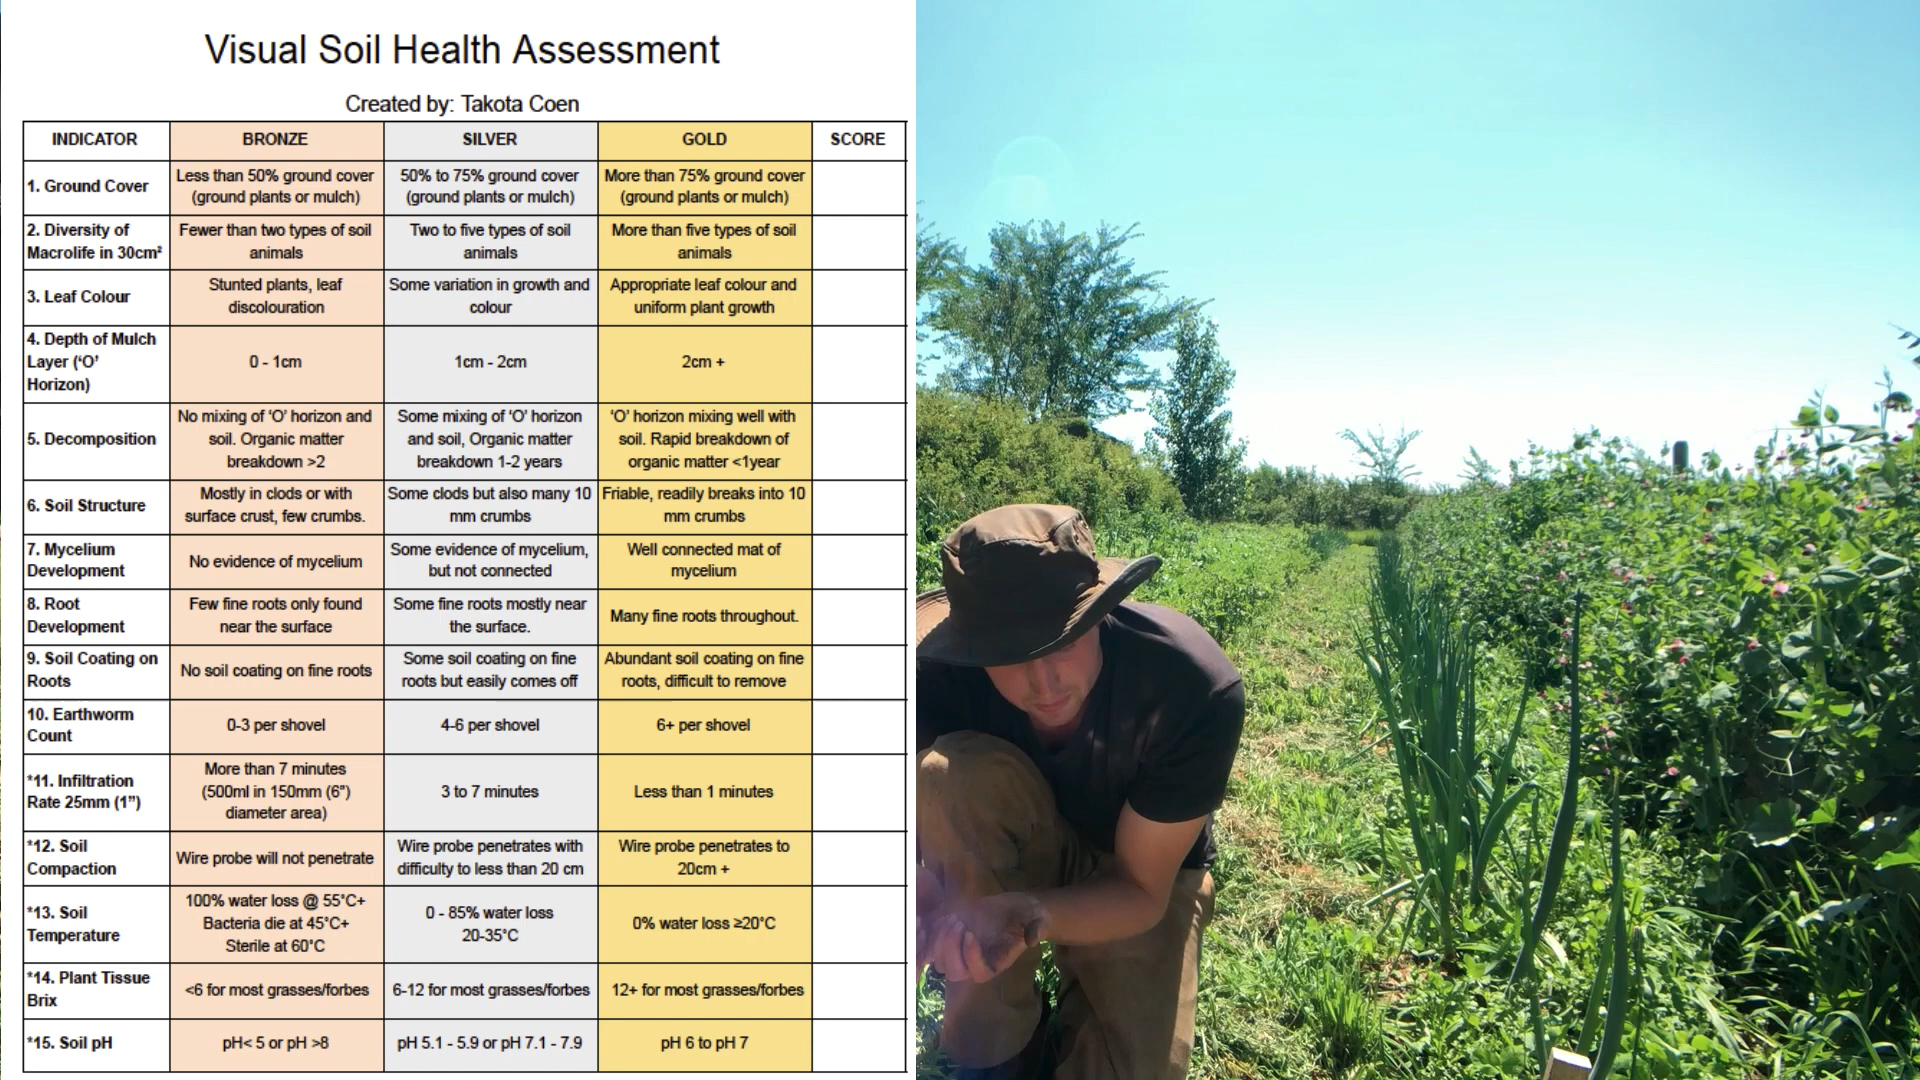 Visual Soil Health Assessment
Created by: Takota Coen
INDICATOR BRONZE SILVER GOLD SCORE
1. Ground Cover
Less than 50% ground cover
(ground plants or mulch)
50% to 75% ground cover
(ground plants or mulch)
More than 75% ground cover
(ground plants or mulch)
2. Diversity of
Macrolife in 30cm²
Fewer than two types of soil
animals
Two to five types of soil
animals
More than five types of soil
animals
3. Leaf Colour
Stunted plants, leaf
discolouration
Some variation in growth and
colour
Appropriate leaf colour and
uniform plant growth
4. Depth of Mulch
Layer (‘O’
Horizon)
0 - 1cm
1cm - 2cm
2cm +
5. Decomposition
No mixing of ‘O’ horizon and
soil. Organic matter
breakdown >2
Some mixing of ‘O’ horizon
and soil, Organic matter
breakdown 1-2 years
‘O’ horizon mixing well with
soil. Rapid breakdown of
organic matter <1year
6. Soil Structure
Mostly in clods or with
surface crust, few crumbs.
Some clods but also many 10
mm crumbs
Friable, readily breaks into 10
mm crumbs
7. Mycelium
Development
No evidence of mycelium
Some evidence of mycelium,
but not connected
Well connected mat of
mycelium
8. Root
Development
Few fine roots only found
near the surface
Some fine roots mostly near
the surface.
Many fine roots throughout.
9. Soil Coating on
Roots
No soil coating on fine roots
Some soil coating on fine
roots but easily comes off
Abundant soil coating on fine
roots, difficult to remove
10. Earthworm
Count
0-3 per shovel
4-6 per shovel
6+ per shovel
*11. Infiltration
Rate 25mm (1”)
More than 7 minutes
(500ml in 150mm (6”)
diameter area)
3 to 7 minutes
Less than 1 minutes
*12. Soil
Compaction
Wire probe will not penetrate
Wire probe penetrates with
difficulty to less than 20 cm
Wire probe penetrates to
20cm +
*13. Soil
Temperature
100% water loss @ 55°C+
Bacteria die at 45°C+
Sterile at 60°C
0 - 85% water loss
20-35°C
0% water loss ≥20°C
*14. Plant Tissue
Brix
<6 for most grasses/forbes
6-12 for most grasses/forbes
12+ for most grasses/forbes
*15. Soil pH
pH< 5 or pH >8
pH 5.1 - 5.9 or pH 7.1 - 7.9
pH 6 to pH 7